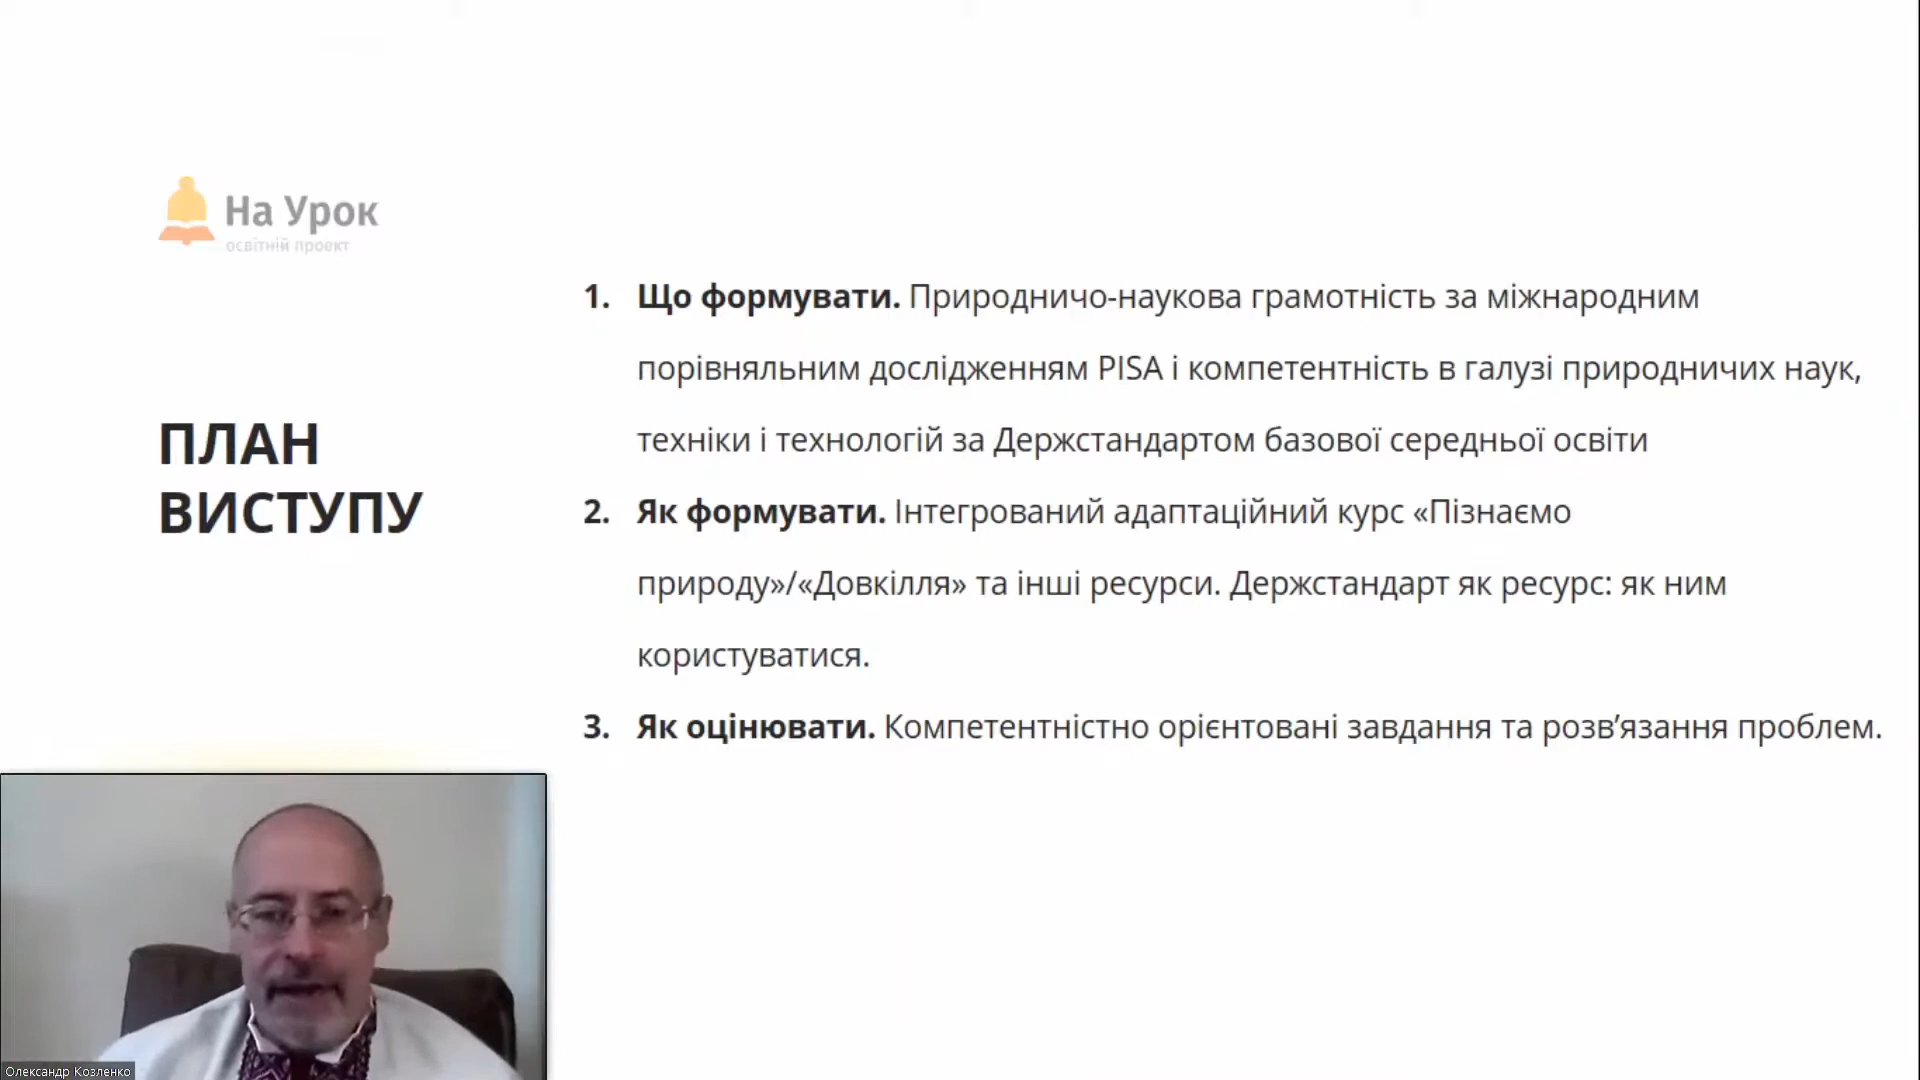 На Урок
освітній проект
ПЛАН
ВИСТУПУ
1. Що формувати. Природничо-наукова грамотність за міжнародним
порівняльним дослідженням PISA і компетентність в галузі природничих наук,
техніки і технологій за Держстандартом базової середньої освіти
2. Як формувати. Інтегрований адаптаційний курс «Пізнаємо
природу»/«Довкілля» та інші ресурси. Держстандарт як ресурс: як ним
користуватися.
3. Як оцінювати. Компетентністно орієнтовані завдання та розв’язання проблем.
Олександр Козленко